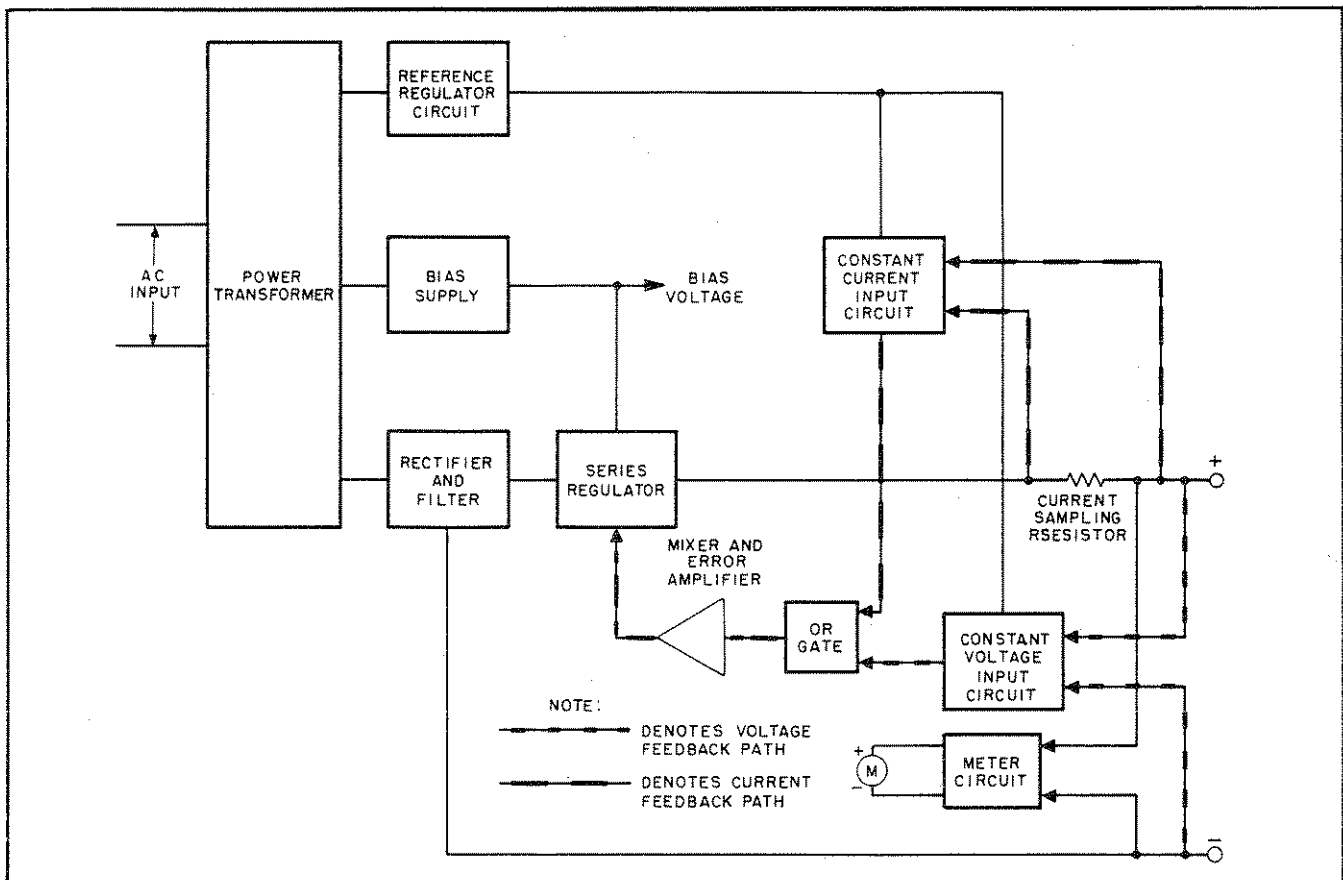 REFERENCE
REGULATOR
CIRCUIT
AC
INPUT
POWER
TRANSFORMER
BIAS
SUPPLY
BIAS
VOLTAGE
CONSTANT
CURRENT
INPUT
CIRCUIT
RECTIFIER
AND
FILTER
SERIES
REGULATOR
+
CURRENT
SAMPLING
RSESISTOR
MIXER AND
ERROR
AMPLIFIER
OR
GATE
CONSTANT
VOLTAGE
INPUT
CIRCUIT
NOTE:
DENOTES VOLTAGE
FEEDBACK PATH
DENOTES CURRENT
FEEDBACK PATH
+
M
-
METER
CIRCUIT
-